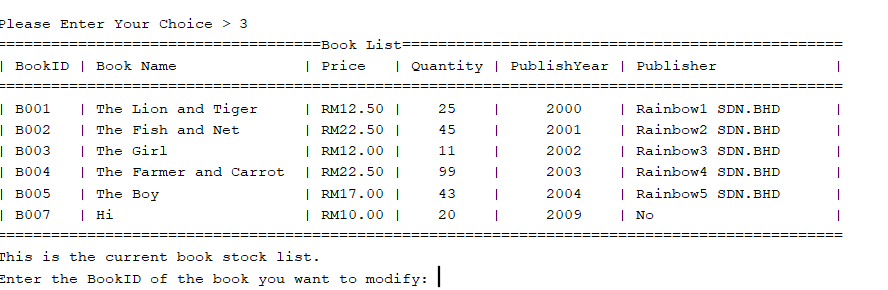 Please Enter Your Choice > 3
====================================Book List=================================================
| BookID | Book Name | Price | Quantity | PublishYear | Publisher |
==============================================================================================
| B001 | The Lion and Tiger | RM12.50 | 25 | 2000 | Rainbow1 SDN.BHD |
| B002 | The Fish and Net | RM22.50 | 45 | 2001 | Rainbow2 SDN.BHD |
| B003 | The Girl | RM12.00 | 11 | 2002 | Rainbow3 SDN.BHD |
| B004 | The Farmer and Carrot | RM22.50 | 99 | 2003 | Rainbow4 SDN.BHD |
| B005 | The Boy | RM17.00 | 43 | 2004 | Rainbow5 SDN.BHD |
| B007 | Hi | RM10.00 | 20 | 2009 | No |
==============================================================================================
This is the current book stock list.
Enter the BookID of the book you want to modify: